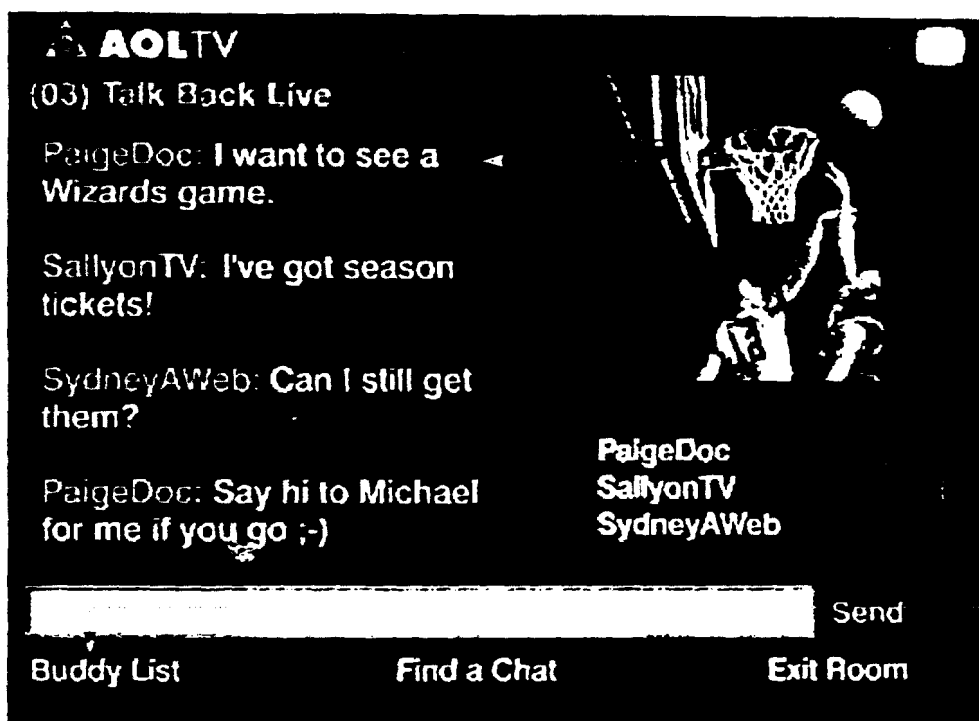 AOLTV
(03) Talk Back Live
PaigeDoc: I want to see a
Wizards game.
SallyonTV: I've got season
tickets!
SydneyAWeb: Can I still get
them?
PaigeDoc: Say hi to Michael
for me if you go ;-)
PaigeDoc
SallyonTV
SydneyAWeb
Send
Buddy List
Find a Chat
Exit Room